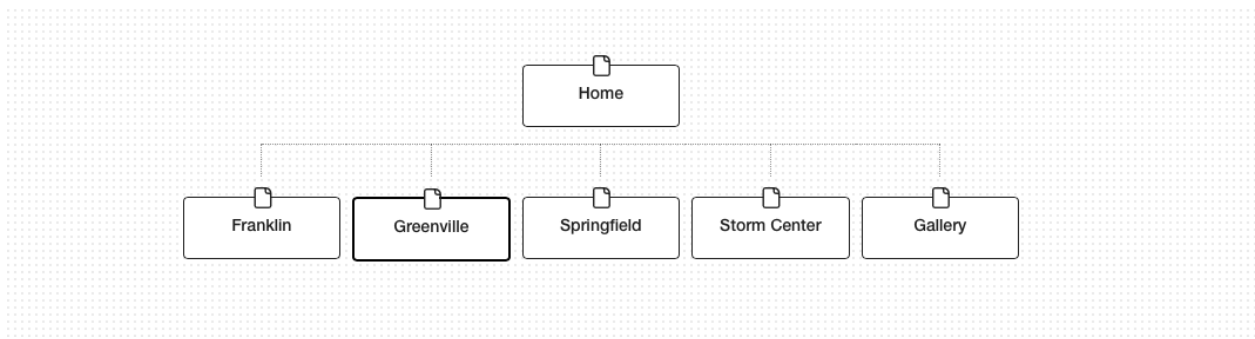 Home
Franklin
Greenville
Springfield
Storm Center
Gallery